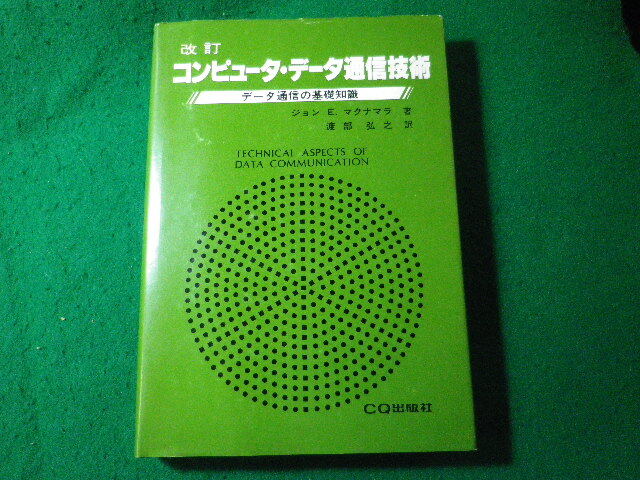 改訂
コンピュータ・データ通信技術
データ通信の基礎知識
ジョン E. マクナマラ 著
渡部 弘之 訳
TECHNICAL ASPECTS OF
DATA COMMUNICATION
CQ出版社